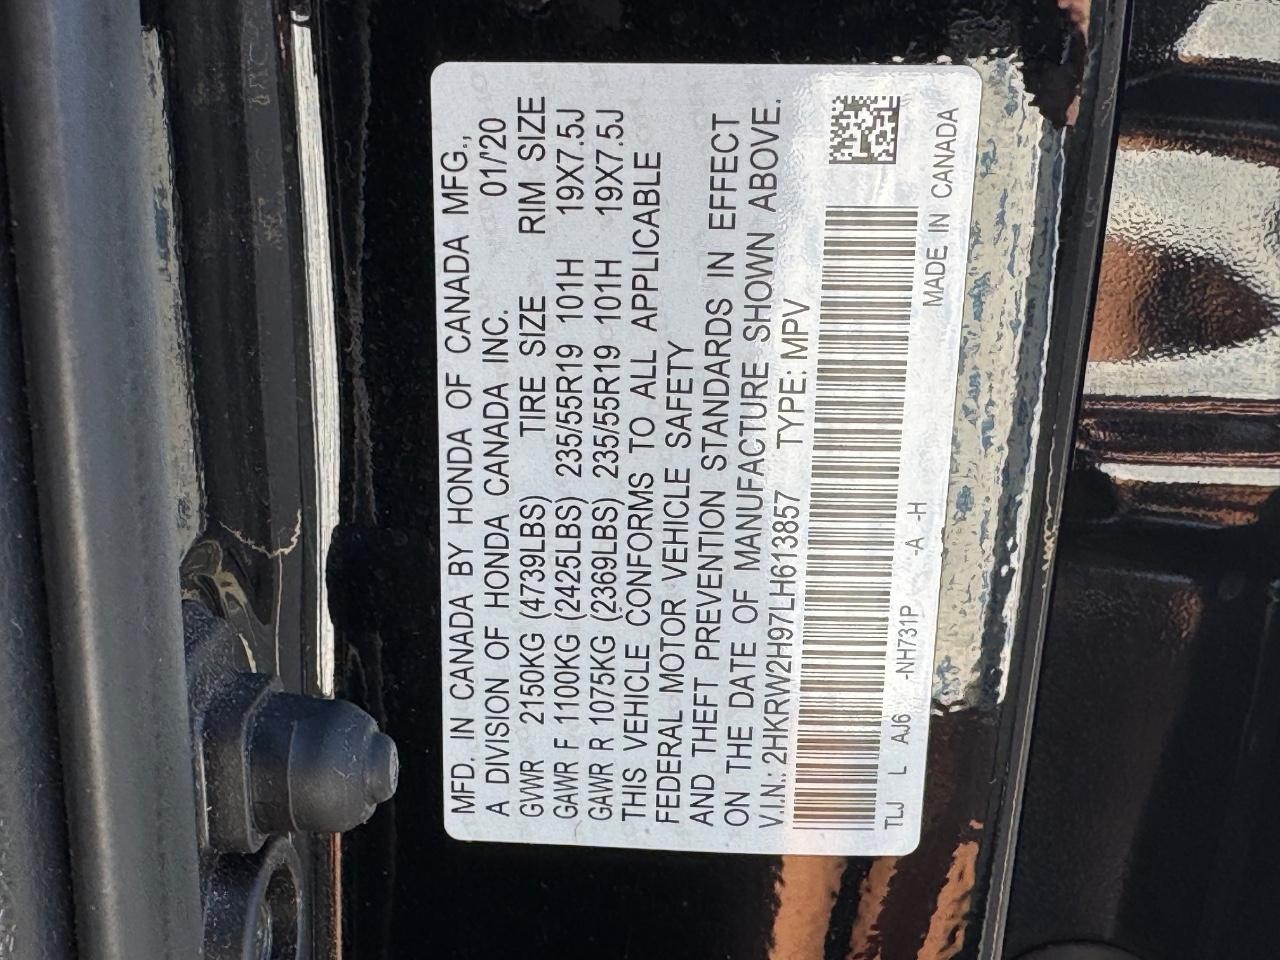 MFD. IN CANADA BY HONDA OF CANADA MFG.,
A DIVISION OF HONDA CANADA INC. 01/'20
GVWR 2150KG (4739LBS) TIRE SIZE RIM SIZE
GAWR F 1100KG (2425LBS) 235/55R19 101H 19X7.5J
GAWR R 1075KG (2369LBS) 235/55R19 101H 19X7.5J
THIS VEHICLE CONFORMS TO ALL APPLICABLE
FEDERAL MOTOR VEHICLE SAFETY
AND THEFT PREVENTION STANDARDS IN EFFECT
ON THE DATE OF MANUFACTURE SHOWN ABOVE.
V.I.N.: 2HKRW2H97LH613857 TYPE: MPV
TLJ L AJ6 -NH731P -A -H
MADE IN CANADA